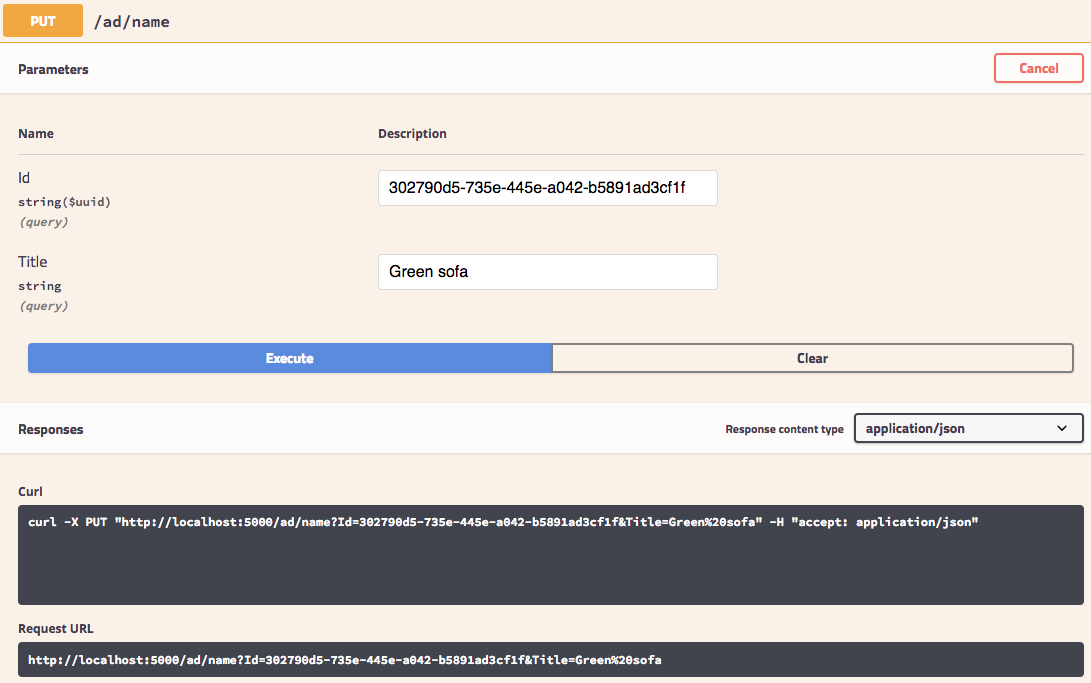 PUT /ad/name
Parameters Cancel
Name Description
Id 302790d5-735e-445e-a042-b5891ad3cf1f
string($uuid)
(query)
Title Green sofa
string
(query)
Execute Clear
Responses Response content type application/json
Curl
curl -X PUT "http://localhost:5000/ad/name?Id=302790d5-735e-445e-a042-b5891ad3cf1f&Title=Green%20sofa" -H "accept: application/json"
Request URL
http://localhost:5000/ad/name?Id=302790d5-735e-445e-a042-b5891ad3cf1f&Title=Green%20sofa